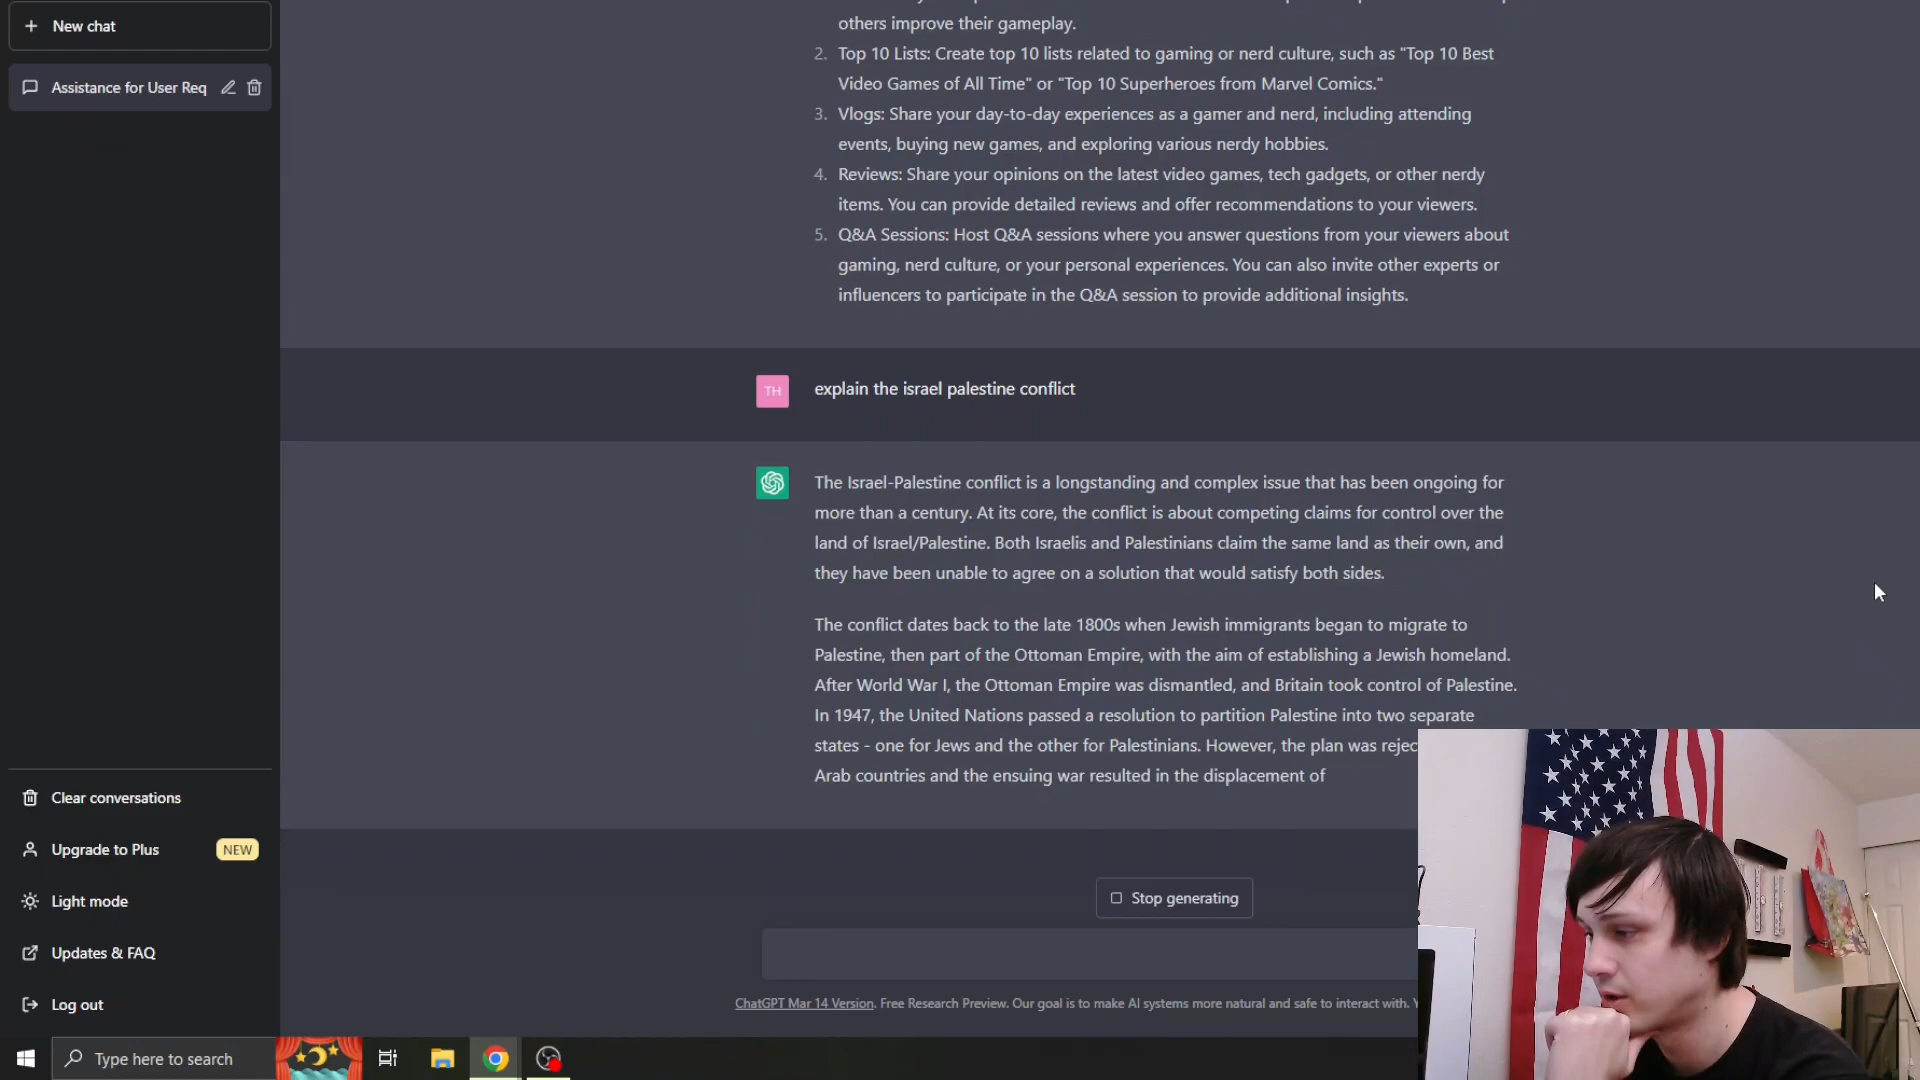 New chat
Assistance for User Req
Clear conversations
Upgrade to Plus
NEW
Light mode
Updates & FAQ
Log out
others improve their gameplay.
2. Top 10 Lists: Create top 10 lists related to gaming or nerd culture, such as "Top 10 Best
Video Games of All Time" or "Top 10 Superheroes from Marvel Comics."
3. Vlogs: Share your day-to-day experiences as a gamer and nerd, including attending
events, buying new games, and exploring various nerdy hobbies.
4. Reviews: Share your opinions on the latest video games, tech gadgets, or other nerdy
items. You can provide detailed reviews and offer recommendations to your viewers.
5. Q&A Sessions: Host Q&A sessions where you answer questions from your viewers about
gaming, nerd culture, or your personal experiences. You can also invite other experts or
influencers to participate in the Q&A session to provide additional insights.
TH
explain the israel palestine conflict
The Israel-Palestine conflict is a longstanding and complex issue that has been ongoing for
more than a century. At its core, the conflict is about competing claims for control over the
land of Israel/Palestine. Both Israelis and Palestinians claim the same land as their own, and
they have been unable to agree on a solution that would satisfy both sides.
The conflict dates back to the late 1800s when Jewish immigrants began to migrate to
Palestine, then part of the Ottoman Empire, with the aim of establishing a Jewish homeland.
After World War I, the Ottoman Empire was dismantled, and Britain took control of Palestine.
In 1947, the United Nations passed a resolution to partition Palestine into two separate
states - one for Jews and the other for Palestinians. However, the plan was rejec
Arab countries and the ensuing war resulted in the displacement of
Stop generating
ChatGPT Mar 14 Version. Free Research Preview. Our goal is to make AI systems more natural and safe to interact with.
Type here to search